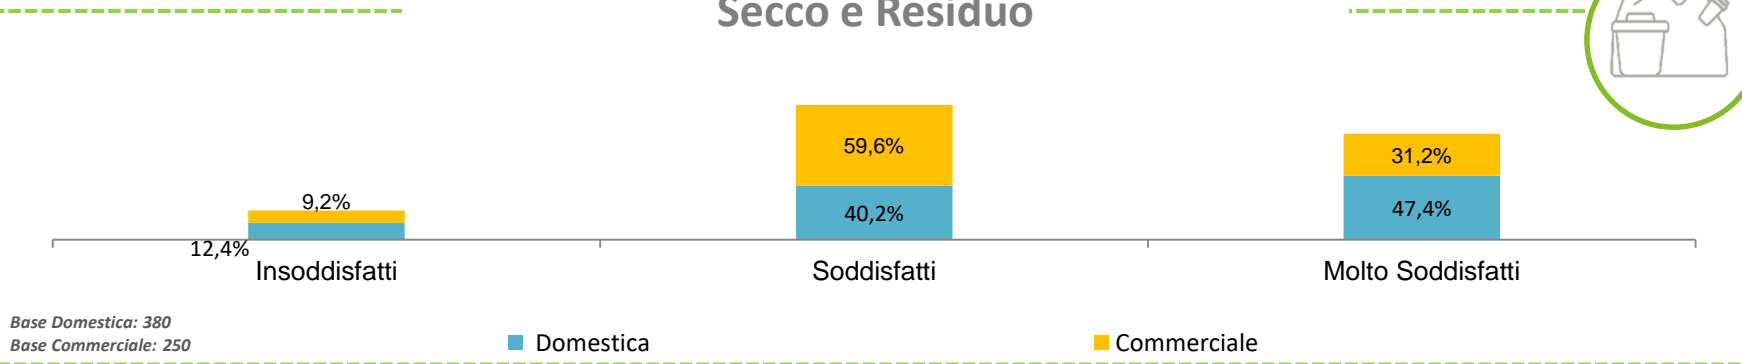 Secco e Residuo
59,6%
31,2%
9,2%
40,2%
47,4%
12,4%
Insoddisfatti
Soddisfatti
Molto Soddisfatti
Base Domestica: 380
Base Commerciale: 250
Domestica
Commerciale